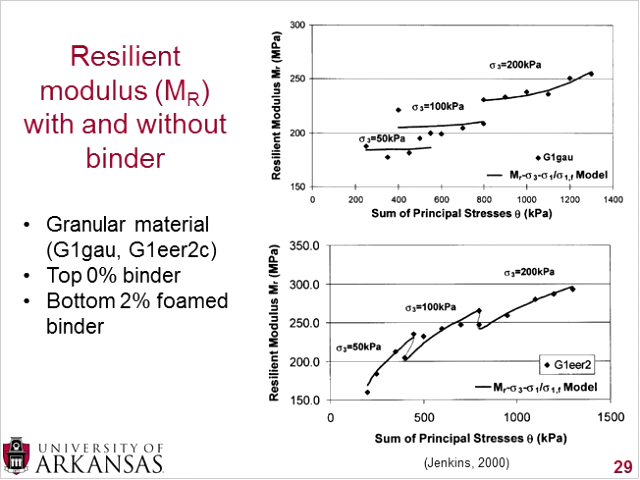 Resilient
modulus (MR)
with and without
binder
• Granular material
(G1gau, G1eer2c)
• Top 0% binder
• Bottom 2% foamed
binder
Resilient Modulus Mr (MPa)
300
250
200
150
σ3=200kPa
σ3=100kPa
σ3=50kPa
G1gau
Mr-σ3-σ1/σ1,f Model
0 200 400 600 800 1000 1200 1400
Sum of Principal Stresses θ (kPa)
Resilient Modulus Mr (MPa)
350.0
300.0
250.0
200.0
150.0
σ3=200kPa
σ3=100kPa
σ3=50kPa
G1eer2
Mr-σ3-σ1/σ1,f Model
0 500 1000 1500
Sum of Principal Stresses θ (kPa)
(Jenkins, 2000)
UNIVERSITY OF
ARKANSAS
29